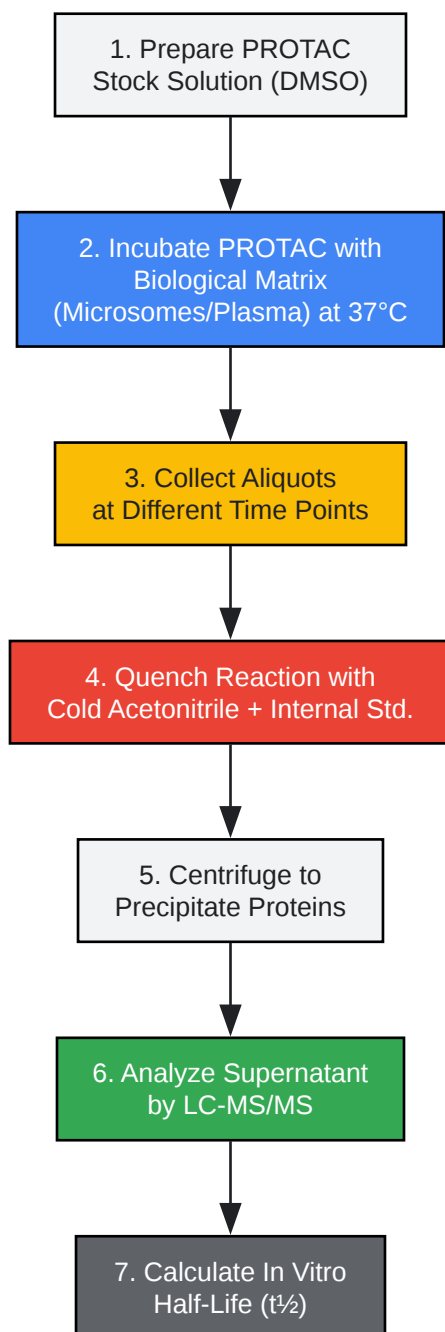 1. Prepare PROTAC
Stock Solution (DMSO)
2. Incubate PROTAC with
Biological Matrix
(Microsomes/Plasma) at 37°C
3. Collect Aliquots
at Different Time Points
4. Quench Reaction with
Cold Acetonitrile + Internal Std.
5. Centrifuge to
Precipitate Proteins
6. Analyze Supernatant
by LC-MS/MS
7. Calculate In Vitro
Half-Life (t½)